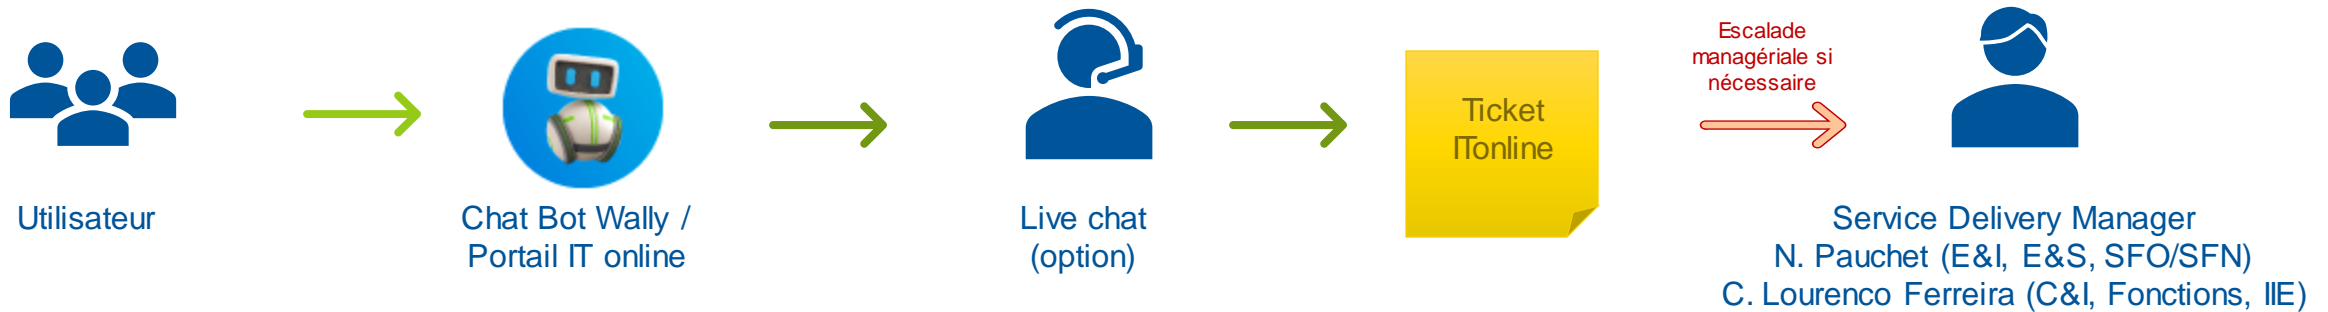 Utilisateur
Chat Bot Wally /
Portail IT online
Live chat
(option)
Ticket
ITonline
Escalade
managériale si
nécessaire
Service Delivery Manager
N. Pauchet (E&I, E&S, SFO/SFN)
C. Lourenco Ferreira (C&I, Fonctions, IIE)